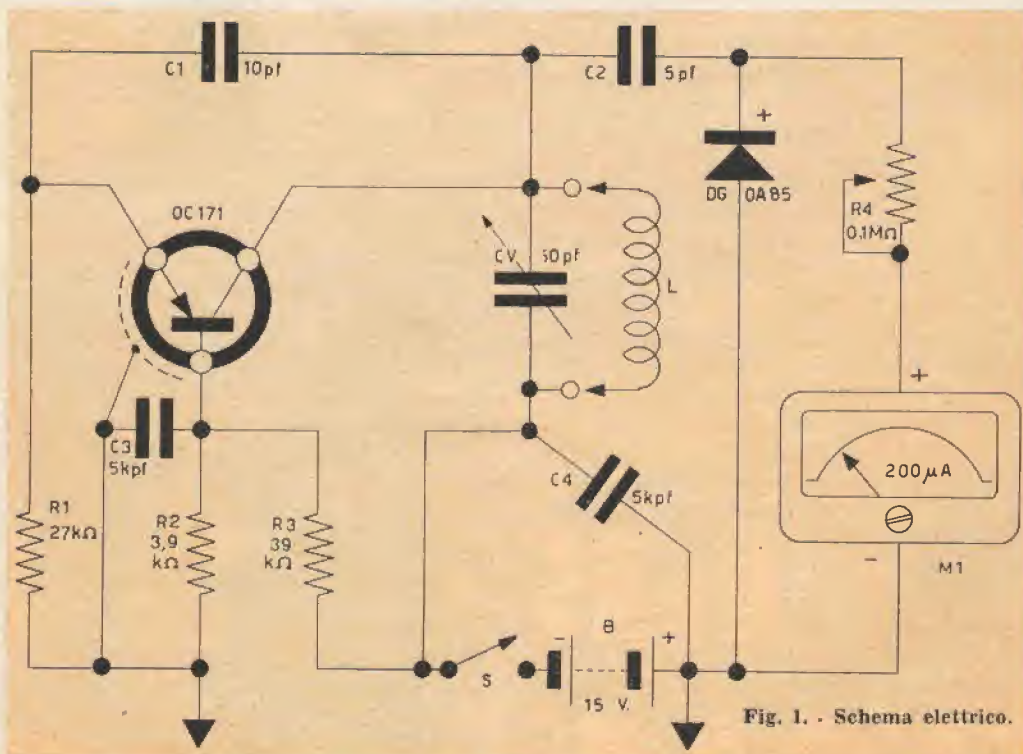 C1
10pf
C2
5pf
+
DG
OA85
R4
0.1MΩ
OC171
CV
50pf
L
+
200µA
-
M1
C3
5kpf
C4
5kpf
R1
27kΩ
R2
3,9
kΩ
R3
39
kΩ
S
-
B
+
15 V.
Fig. 1. - Schema elettrico.